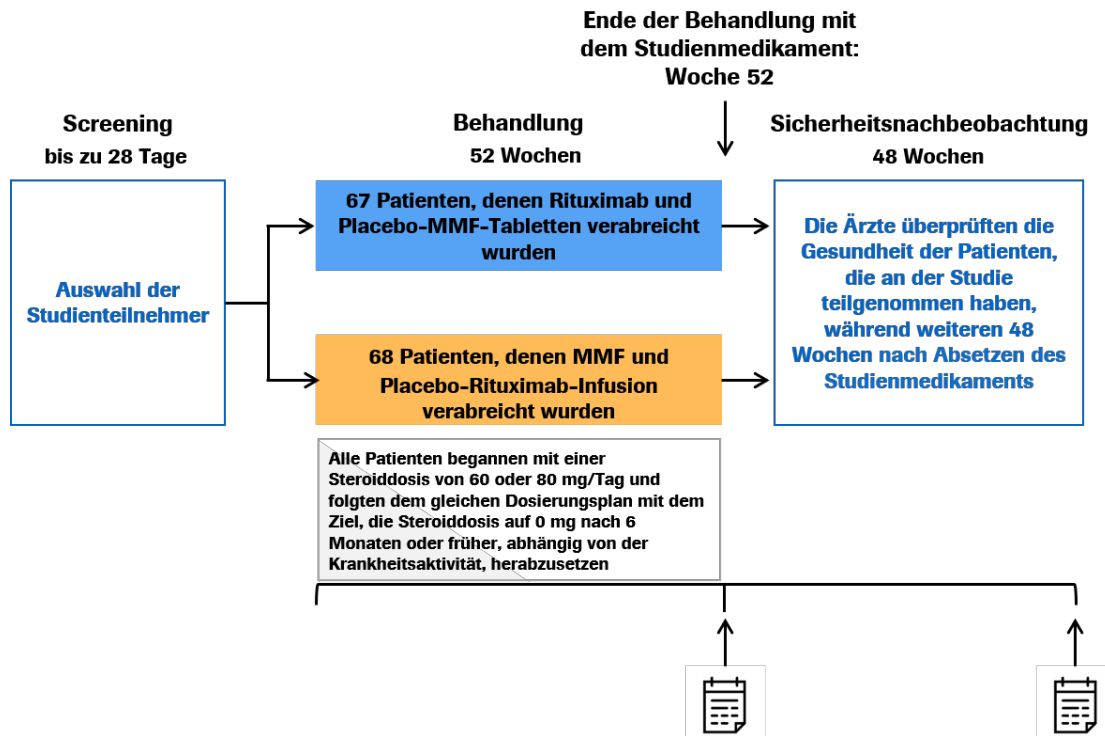 Ende der Behandlung mit
dem Studienmedikament:
Woche 52
Screening
bis zu 28 Tage
Behandlung
52 Wochen
Sicherheitsnachbeobachtung
48 Wochen
Auswahl der
Studienteilnehmer
67 Patienten, denen Rituximab und
Placebo-MMF-Tabletten verabreicht
wurden
68 Patienten, denen MMF und
Placebo-Rituximab-Infusion
verabreicht wurden
Die Ärzte überprüften die
Gesundheit der Patienten,
die an der Studie
teilgenommen haben,
während weiteren 48
Wochen nach Absetzen des
Studienmedikaments
Alle Patienten begannen mit einer
Steroiddosis von 60 oder 80 mg/Tag und
folgten dem gleichen Dosierungsplan mit dem
Ziel, die Steroiddosis auf 0 mg nach 6
Monaten oder früher, abhängig von der
Krankheitsaktivität, herabzusetzen